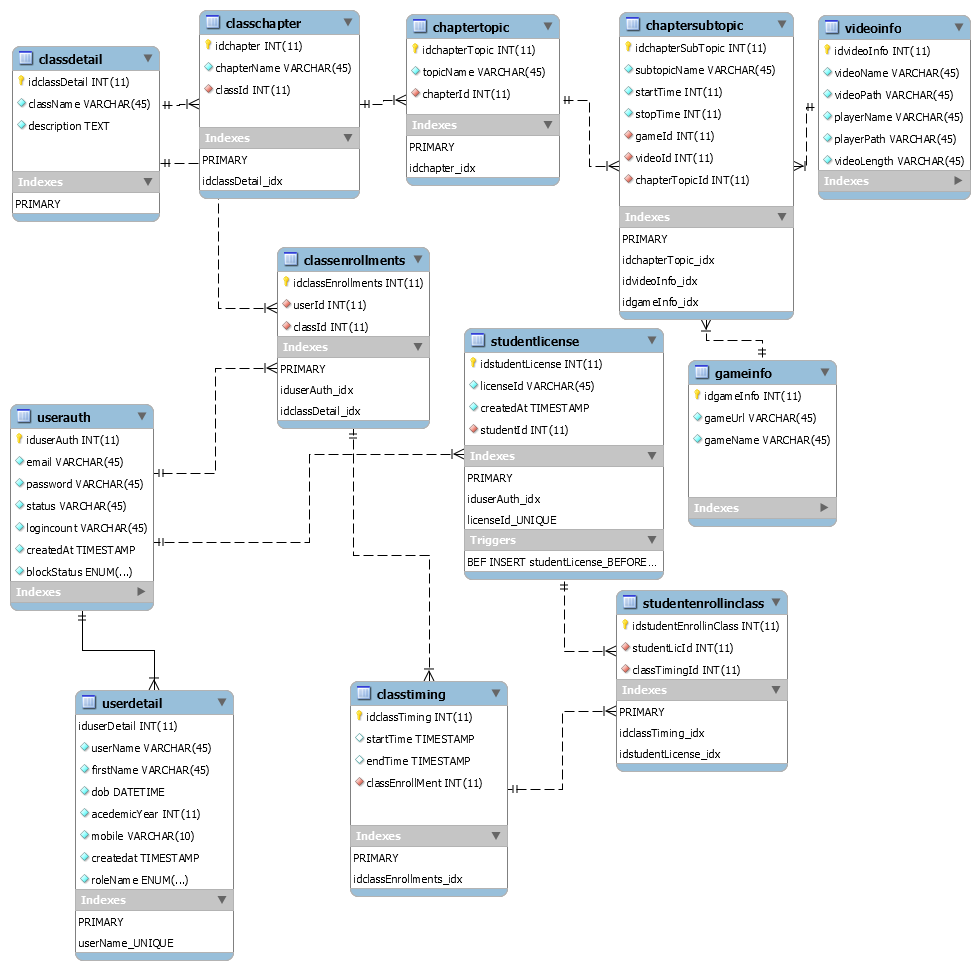 classdetail
idclassDetail INT(11)
className VARCHAR(45)
description TEXT
Indexes
PRIMARY
classchapter
idchapter INT(11)
chapterName VARCHAR(45)
classId INT(11)
Indexes
PRIMARY
idclassDetail_idx
chaptertopic
idchapterTopic INT(11)
topicName VARCHAR(45)
chapterId INT(11)
Indexes
PRIMARY
idchapter_idx
chaptersubtopic
idchapterSubTopic INT(11)
subtopicName VARCHAR(45)
startTime INT(11)
stopTime INT(11)
gameId INT(11)
videoId INT(11)
chapterTopicId INT(11)
Indexes
PRIMARY
idchapterTopic_idx
idvideoInfo_idx
idgameInfo_idx
videoinfo
idvideoInfo INT(11)
videoName VARCHAR(45)
videoPath VARCHAR(45)
playerName VARCHAR(45)
playerPath VARCHAR(45)
videoLength VARCHAR(45)
Indexes
classenrollments
idclassEnrollments INT(11)
userId INT(11)
classId INT(11)
Indexes
PRIMARY
iduserAuth_idx
idclassDetail_idx
studentlicense
idstudentLicense INT(11)
licenseId VARCHAR(45)
createdAt TIMESTAMP
studentId INT(11)
Indexes
PRIMARY
iduserAuth_idx
licenseId_UNIQUE
Triggers
BEF INSERT studentLicense_BEFORE...
gameinfo
idgameInfo INT(11)
gameUrl VARCHAR(45)
gameName VARCHAR(45)
Indexes
userauth
iduserAuth INT(11)
email VARCHAR(45)
password VARCHAR(45)
status VARCHAR(45)
logincount VARCHAR(45)
createdAt TIMESTAMP
blockStatus ENUM(...)
Indexes
studentenrollinclass
idstudentEnrollinClass INT(11)
studentLicId INT(11)
classTimingId INT(11)
Indexes
PRIMARY
idclassTiming_idx
idstudentLicense_idx
userdetail
iduserDetail INT(11)
userName VARCHAR(45)
firstName VARCHAR(45)
dob DATETIME
acedemicYear INT(11)
mobile VARCHAR(10)
createdat TIMESTAMP
roleName ENUM(...)
Indexes
PRIMARY
userName_UNIQUE
classtiming
idclassTiming INT(11)
startTime TIMESTAMP
endTime TIMESTAMP
classEnrollMent INT(11)
Indexes
PRIMARY
idclassEnrollments_idx